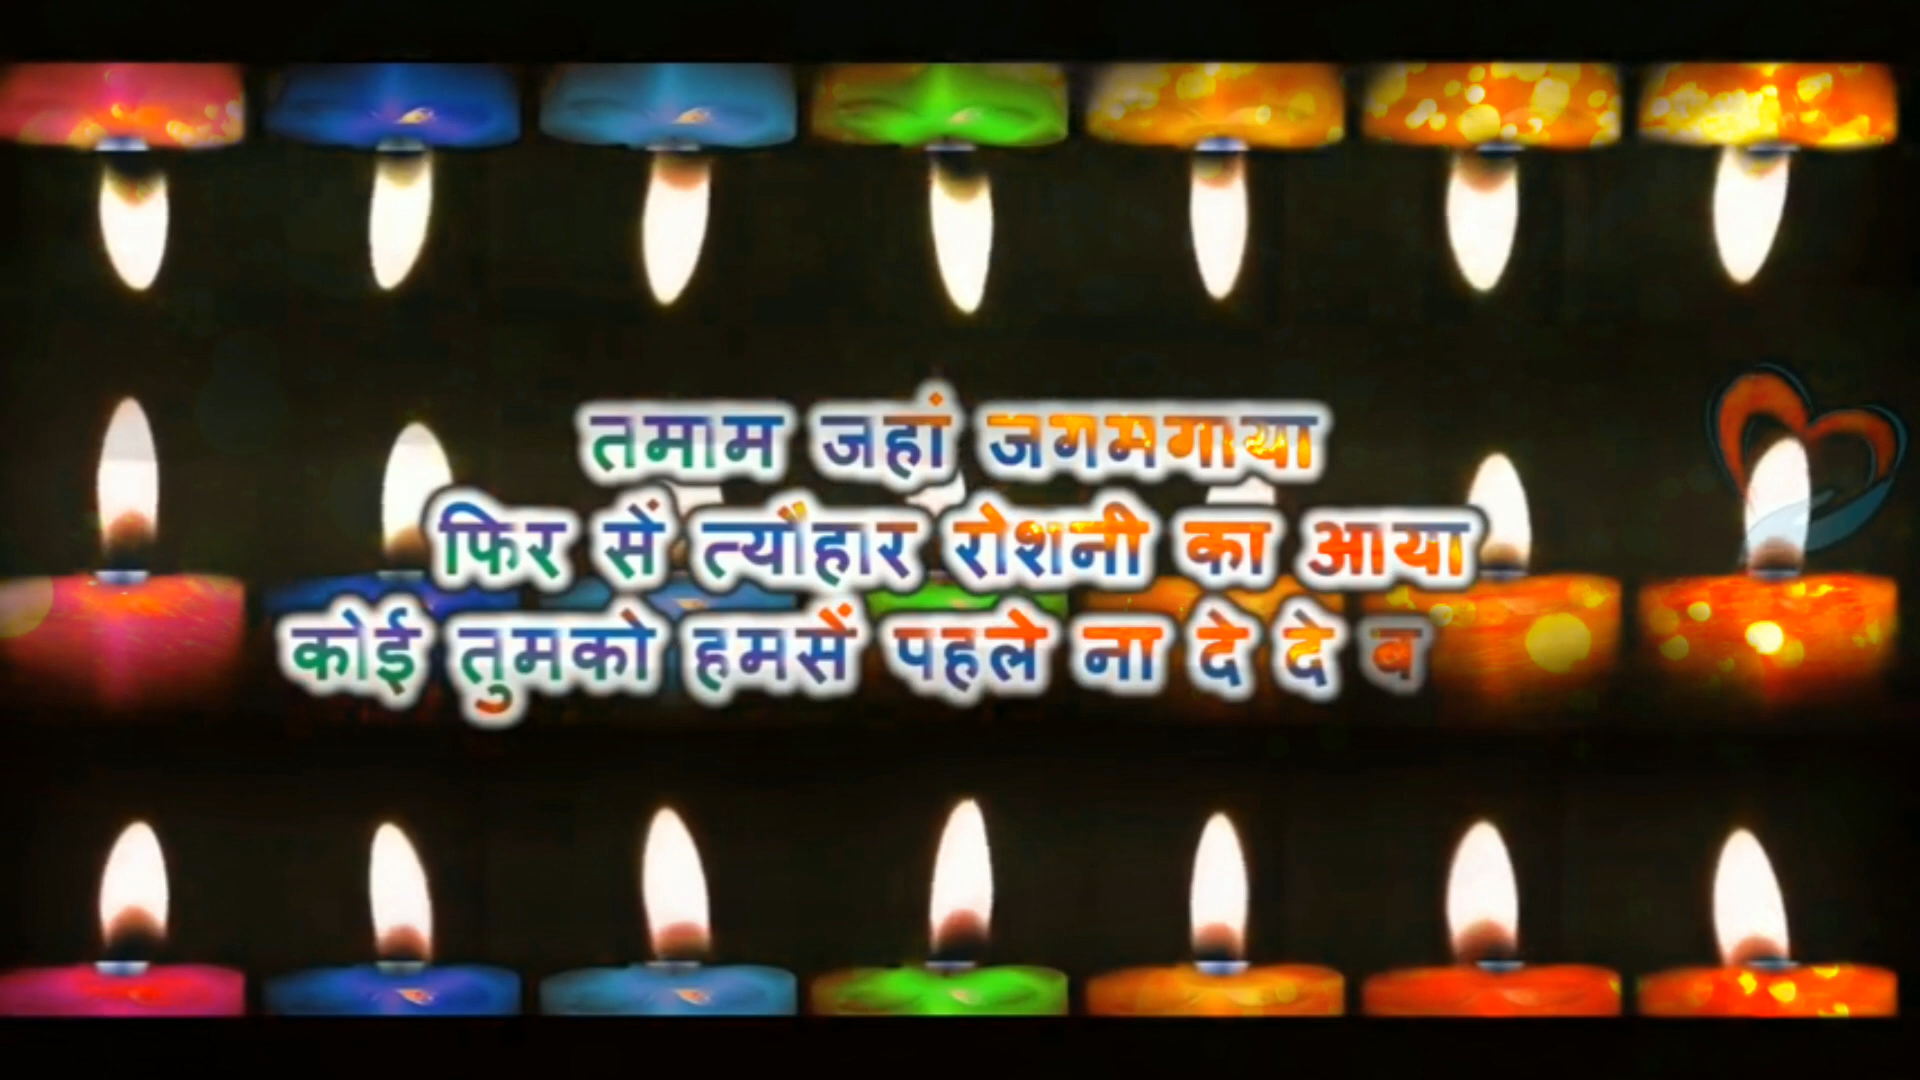 तमाम जहां जगमगाया
फिर सें त्यौहार रोशनी का आया
कोई तुमको हमसें पहले ना दे दे ब